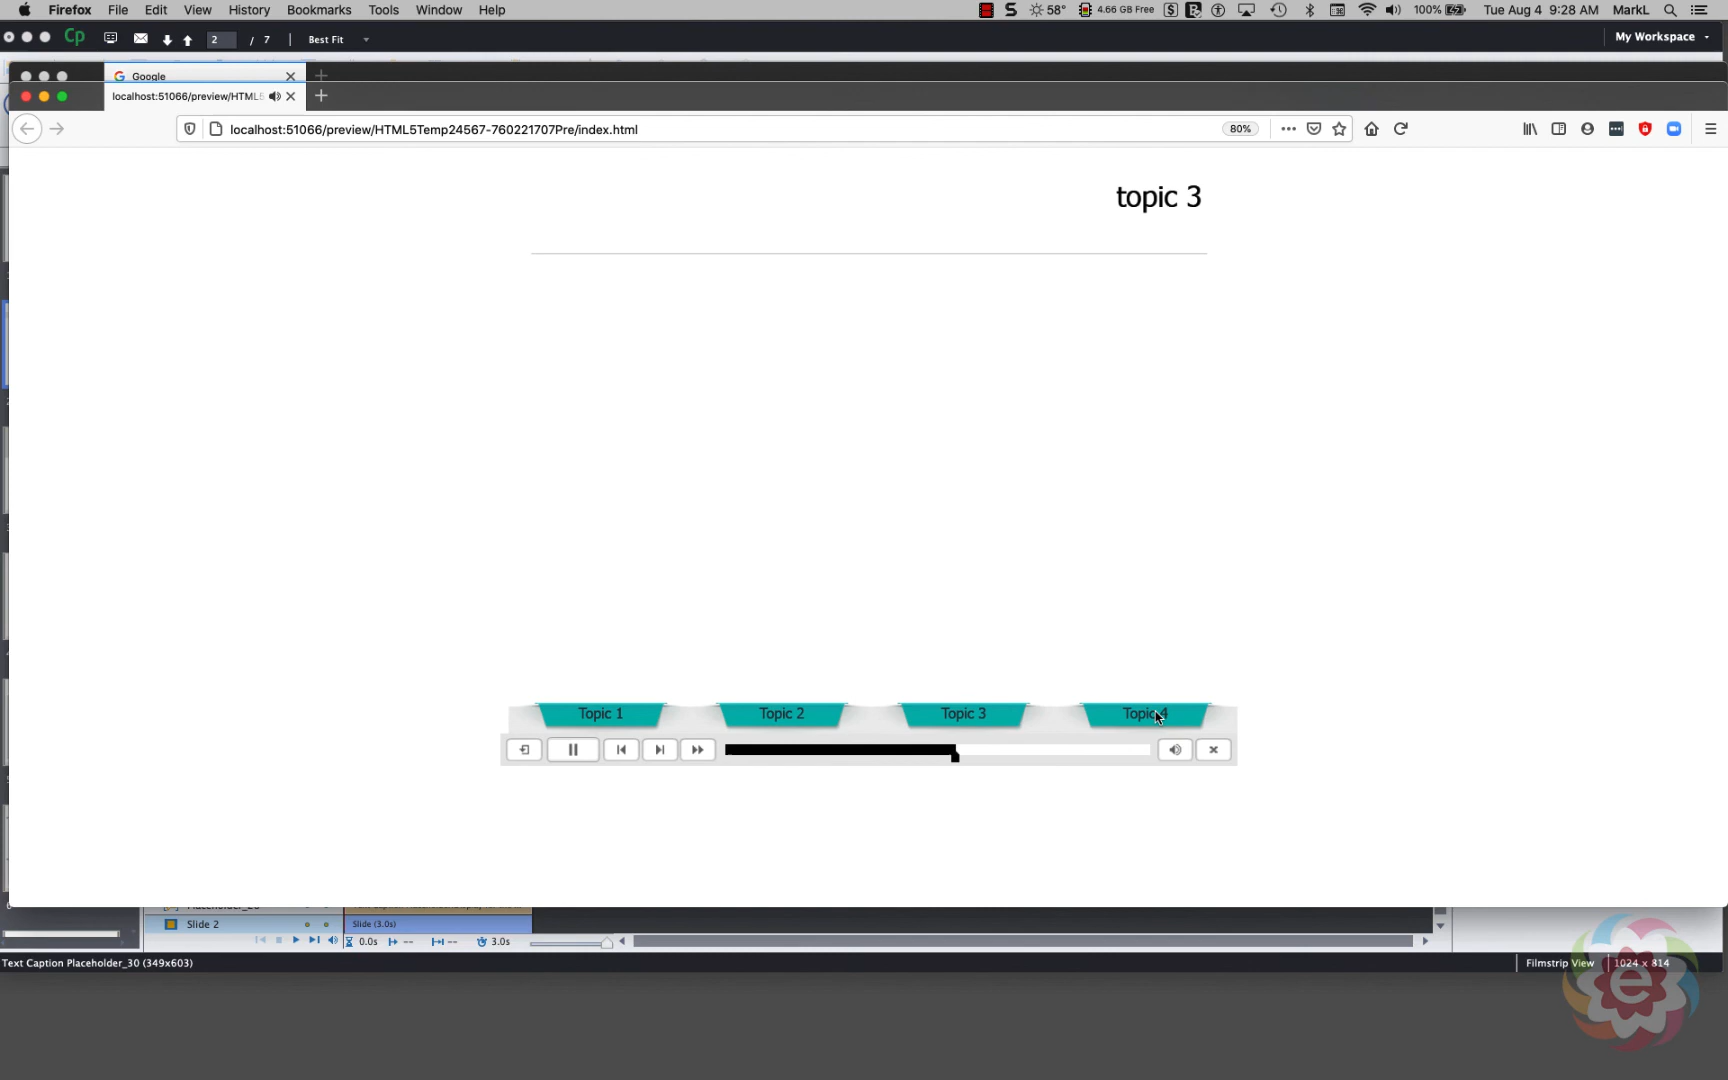 Firefox File Edit View History Bookmarks Tools Window Help 58° 4.66 GB Free 100% Tue Aug 4 9:28 AM MarkL
Cp 2 / 7 Best Fit My Workspace
Google
localhost:51066/preview/HTML5
localhost:51066/preview/HTML5Temp24567-760221707Pre/index.html 80%
topic 3
Topic 1 Topic 2 Topic 3 Topic 4
Slide 2 Slide (3.0s)
0.0s 3.0s
Text Caption Placeholder_30 (349x603) Filmstrip View 1024 x 814
e